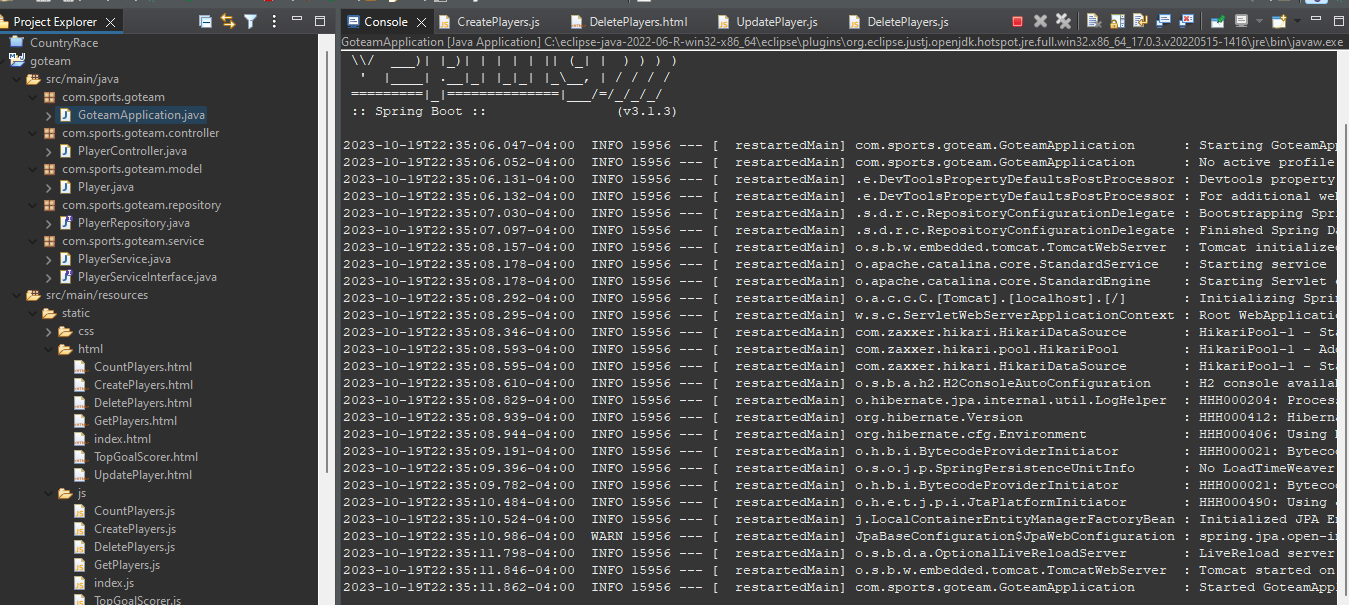 Project Explorer
CountryRace
goteam
src/main/java
com.sports.goteam
GoteamApplication.java
com.sports.goteam.controller
PlayerController.java
com.sports.goteam.model
Player.java
com.sports.goteam.repository
PlayerRepository.java
com.sports.goteam.service
PlayerService.java
PlayerServiceInterface.java
src/main/resources
static
css
html
CountPlayers.html
CreatePlayers.html
DeletePlayers.html
GetPlayers.html
index.html
TopGoalScorer.html
UpdatePlayer.html
js
CountPlayers.js
CreatePlayers.js
DeletePlayers.js
GetPlayers.js
index.js
TopGoalScorer.js
Console CreatePlayers.js DeletePlayers.html UpdatePlayer.js DeletePlayers.js
GoteamApplication [Java Application] C:\eclipse-java-2022-06-R-win32-x86_64\eclipse\plugins\org.eclipse.justj.openjdk.hotspot.jre.full.win32.x86_64_17.0.3.v20220515-1416\jre\bin\javaw.exe
\\/  ___)| |_)| | | | | || (_| |  ) ) ) )
'  |____| .__|_| |_|_| |_\__, | / / / /
=========|_|==============|___/=/_/_/_/
:: Spring Boot ::                (v3.1.3)
2023-10-19T22:35:06.047-04:00  INFO 15956 --- [  restartedMain] com.sports.goteam.GoteamApplication      : Starting GoteamApp
2023-10-19T22:35:06.052-04:00  INFO 15956 --- [  restartedMain] com.sports.goteam.GoteamApplication      : No active profile
2023-10-19T22:35:06.131-04:00  INFO 15956 --- [  restartedMain] .e.DevToolsPropertyDefaultsPostProcessor : Devtools property
2023-10-19T22:35:06.132-04:00  INFO 15956 --- [  restartedMain] .e.DevToolsPropertyDefaultsPostProcessor : For additional web
2023-10-19T22:35:07.030-04:00  INFO 15956 --- [  restartedMain] .s.d.r.c.RepositoryConfigurationDelegate : Bootstrapping Spri
2023-10-19T22:35:07.097-04:00  INFO 15956 --- [  restartedMain] .s.d.r.c.RepositoryConfigurationDelegate : Finished Spring Da
2023-10-19T22:35:08.157-04:00  INFO 15956 --- [  restartedMain] o.s.b.w.embedded.tomcat.TomcatWebServer  : Tomcat initialized
2023-10-19T22:35:08.178-04:00  INFO 15956 --- [  restartedMain] o.apache.catalina.core.StandardService   : Starting service
2023-10-19T22:35:08.178-04:00  INFO 15956 --- [  restartedMain] o.apache.catalina.core.StandardEngine    : Starting Servlet
2023-10-19T22:35:08.292-04:00  INFO 15956 --- [  restartedMain] o.a.c.c.C.[Tomcat].[localhost].[/]       : Initializing Spri
2023-10-19T22:35:08.295-04:00  INFO 15956 --- [  restartedMain] w.s.c.ServletWebServerApplicationContext : Root WebApplicatio
2023-10-19T22:35:08.346-04:00  INFO 15956 --- [  restartedMain] com.zaxxer.hikari.HikariDataSource       : HikariPool-1 - Sta
2023-10-19T22:35:08.593-04:00  INFO 15956 --- [  restartedMain] com.zaxxer.hikari.pool.HikariPool        : HikariPool-1 - Add
2023-10-19T22:35:08.595-04:00  INFO 15956 --- [  restartedMain] com.zaxxer.hikari.HikariDataSource       : HikariPool-1 - Sta
2023-10-19T22:35:08.610-04:00  INFO 15956 --- [  restartedMain] o.s.b.a.h2.H2ConsoleAutoConfiguration    : H2 console availa
2023-10-19T22:35:08.829-04:00  INFO 15956 --- [  restartedMain] o.hibernate.jpa.internal.util.LogHelper  : HHH000204: Process
2023-10-19T22:35:08.939-04:00  INFO 15956 --- [  restartedMain] org.hibernate.Version                    : HHH000412: Hibern
2023-10-19T22:35:08.944-04:00  INFO 15956 --- [  restartedMain] org.hibernate.cfg.Environment            : HHH000406: Using
2023-10-19T22:35:09.191-04:00  INFO 15956 --- [  restartedMain] o.h.b.i.BytecodeProviderInitiator        : HHH000021: Byteco
2023-10-19T22:35:09.396-04:00  INFO 15956 --- [  restartedMain] o.s.o.j.p.SpringPersistenceUnitInfo      : No LoadTimeWeaver
2023-10-19T22:35:09.782-04:00  INFO 15956 --- [  restartedMain] o.h.b.i.BytecodeProviderInitiator        : HHH000021: Byteco
2023-10-19T22:35:10.484-04:00  INFO 15956 --- [  restartedMain] o.h.e.t.j.p.i.JtaPlatformInitiator       : HHH000490: Using
2023-10-19T22:35:10.524-04:00  INFO 15956 --- [  restartedMain] j.LocalContainerEntityManagerFactoryBean : Initialized JPA E
2023-10-19T22:35:10.986-04:00  WARN 15956 --- [  restartedMain] JpaBaseConfiguration$JpaWebConfiguration : spring.jpa.open-in
2023-10-19T22:35:11.798-04:00  INFO 15956 --- [  restartedMain] o.s.b.d.a.OptionalLiveReloadServer       : LiveReload server
2023-10-19T22:35:11.846-04:00  INFO 15956 --- [  restartedMain] o.s.b.w.embedded.tomcat.TomcatWebServer  : Tomcat started on
2023-10-19T22:35:11.862-04:00  INFO 15956 --- [  restartedMain] com.sports.goteam.GoteamApplication      : Started GoteamApp